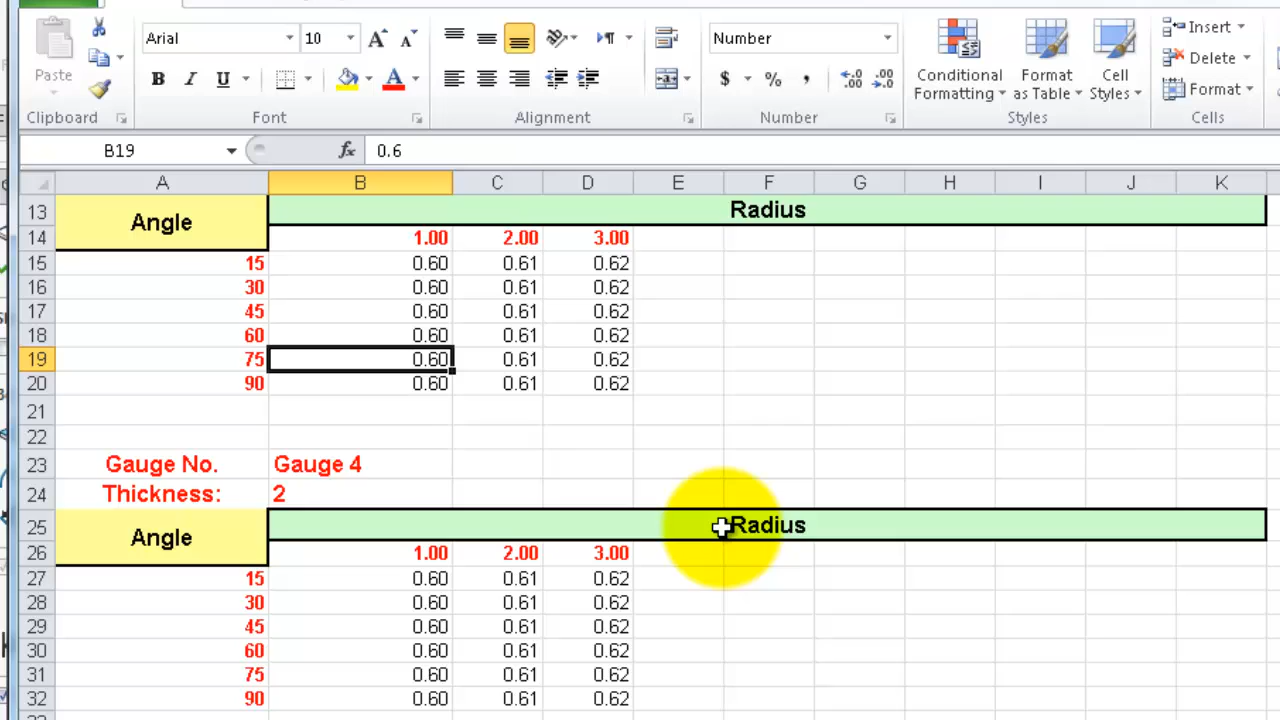 Arial 10 Number Insert
Paste B I U $ % , Conditional Formatting Format as Table Cell Styles Delete
Format
Clipboard Font Alignment Number Styles Cells
B19 fx 0.6
A B C D E F G H I J K
13 Angle Radius
14 1.00 2.00 3.00
15 15 0.60 0.61 0.62
16 30 0.60 0.61 0.62
17 45 0.60 0.61 0.62
18 60 0.60 0.61 0.62
19 75 0.60 0.61 0.62
20 90 0.60 0.61 0.62
21
22
23 Gauge No. Gauge 4
24 Thickness: 2
25 Angle Radius
26 1.00 2.00 3.00
27 15 0.60 0.61 0.62
28 30 0.60 0.61 0.62
29 45 0.60 0.61 0.62
30 60 0.60 0.61 0.62
31 75 0.60 0.61 0.62
32 90 0.60 0.61 0.62